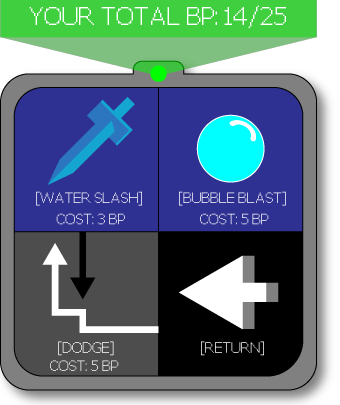 YOUR TOTAL BP: 14/25
[WATER SLASH]
COST: 3 BP
[BUBBLE BLAST]
COST: 5 BP
[DODGE]
COST: 5 BP
[RETURN]